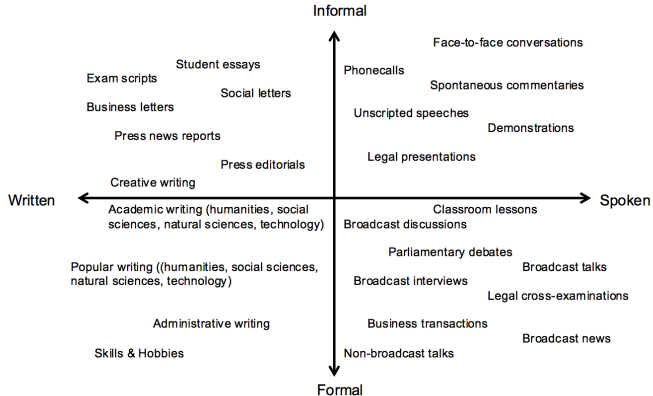 Informal
Face-to-face conversations
Student essays
Phonecalls
Exam scripts
Spontaneous commentaries
Social letters
Business letters
Unscripted speeches
Demonstrations
Press news reports
Legal presentations
Press editorials
Creative writing
Written
Spoken
Academic writing (humanities, social
sciences, natural sciences, technology)
Classroom lessons
Broadcast discussions
Parliamentary debates
Popular writing ((humanities, social sciences,
natural sciences, technology)
Broadcast talks
Broadcast interviews
Legal cross-examinations
Administrative writing
Business transactions
Broadcast news
Skills & Hobbies
Non-broadcast talks
Formal